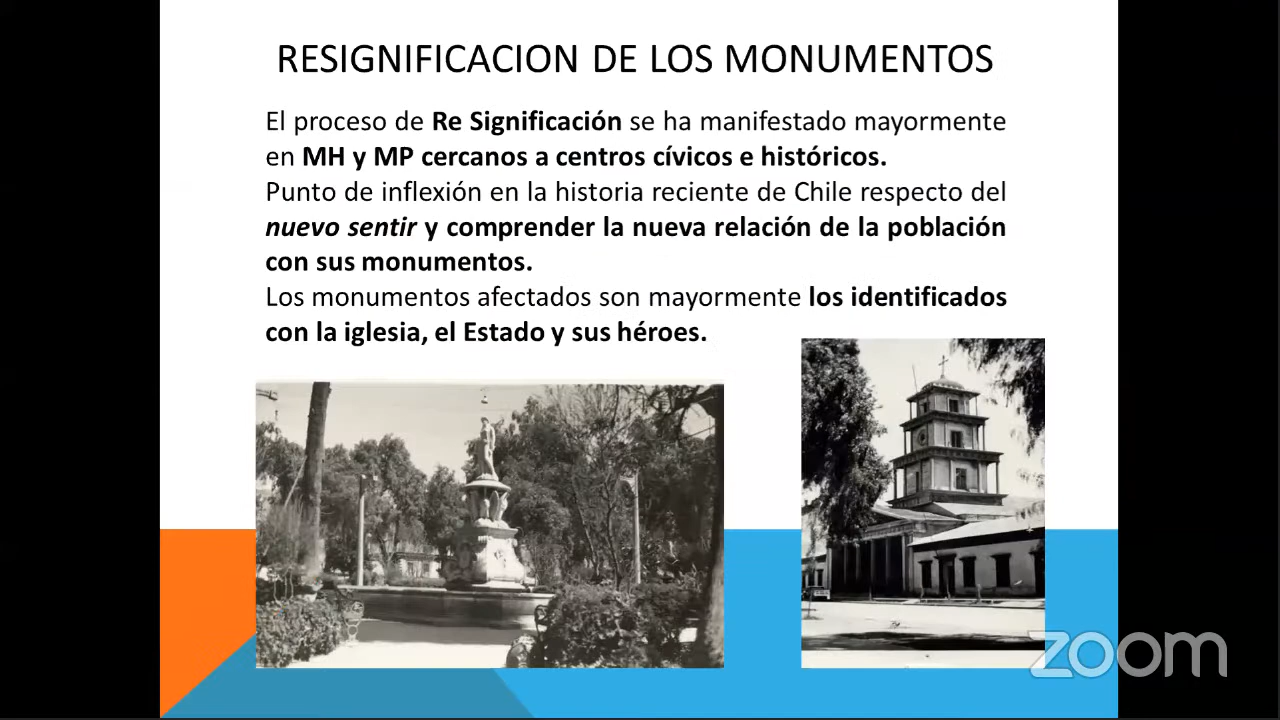 RESIGNIFICACION DE LOS MONUMENTOS
El proceso de Re Significación se ha manifestado mayormente
en MH y MP cercanos a centros cívicos e históricos.
Punto de inflexión en la historia reciente de Chile respecto del
nuevo sentir y comprender la nueva relación de la población
con sus monumentos.
Los monumentos afectados son mayormente los identificados
con la iglesia, el Estado y sus héroes.
zoom